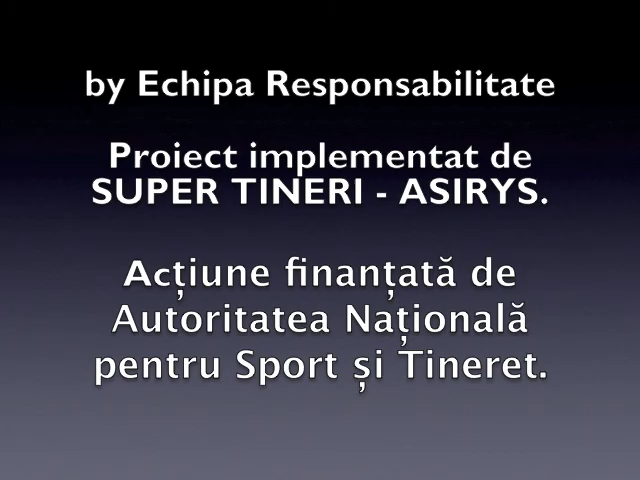 by Echipa Responsabilitate
Proiect implementat de
SUPER TINERI - ASIRYS.
Acțiune finanțată de
Autoritatea Națională
pentru Sport și Tineret.